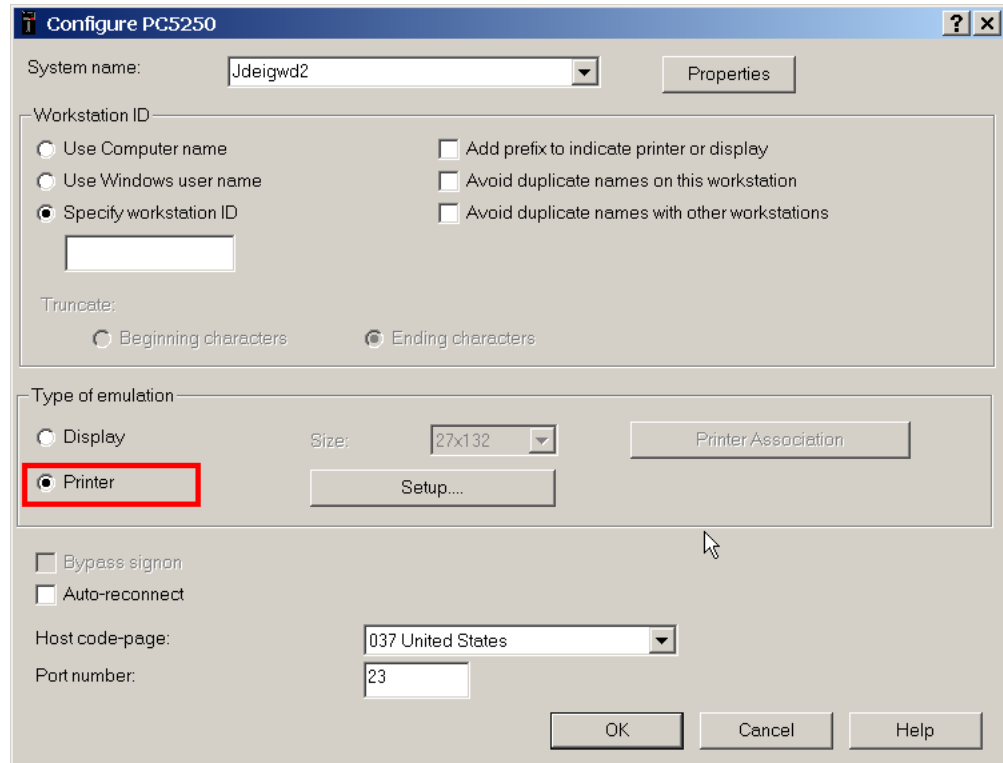 Configure PC5250
System name: Jdeigwd2 Properties
Workstation ID
Use Computer name Add prefix to indicate printer or display
Use Windows user name Avoid duplicate names on this workstation
Specify workstation ID Avoid duplicate names with other workstations
Truncate:
Beginning characters Ending characters
Type of emulation
Display Size: 27x132 Printer Association
Printer Setup....
Bypass signon
Auto-reconnect
Host code-page: 037 United States
Port number: 23
OK Cancel Help